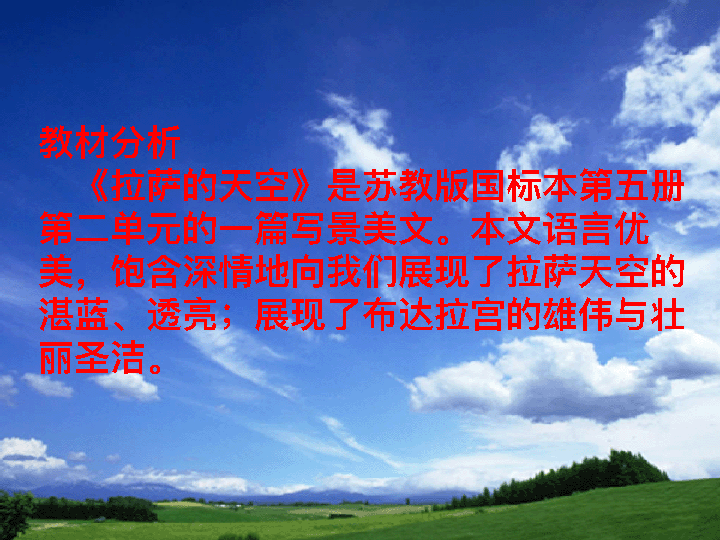 教材分析
《拉萨的天空》是苏教版国标本第五册
第二单元的一篇写景美文。本文语言优
美，饱含深情地向我们展现了拉萨天空的
湛蓝、透亮；展现了布达拉宫的雄伟与壮
丽圣洁。